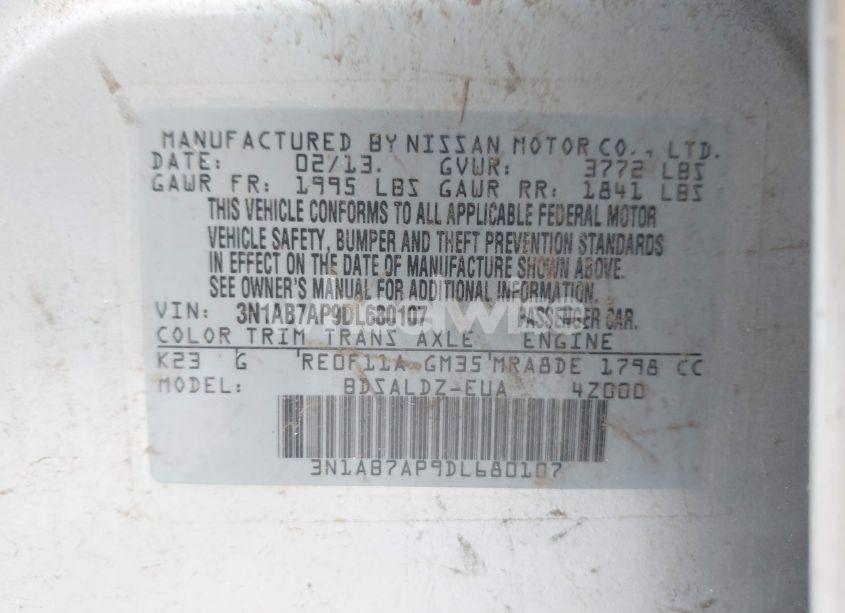 MANUFACTURED BY NISSAN MOTOR CO., LTD.
DATE: 02/13. GVWR: 3772 LBS
GAWR FR: 1995 LBS GAWR RR: 1841 LBS
THIS VEHICLE CONFORMS TO ALL APPLICABLE FEDERAL MOTOR
VEHICLE SAFETY, BUMPER AND THEFT PREVENTION STANDARDS
IN EFFECT ON THE DATE OF MANUFACTURE SHOWN ABOVE.
SEE OWNER'S MANUAL FOR ADDITIONAL INFORMATION.
VIN: 3N1AB7AP9DL680107 PASSENGER CAR.
COLOR TRIM TRANS AXLE ENGINE
K23 G RE0F11A GM35 MRA8DE 1798 CC
MODEL: BDSALDZ-EUA 4Z000
3N1AB7AP9DL680107